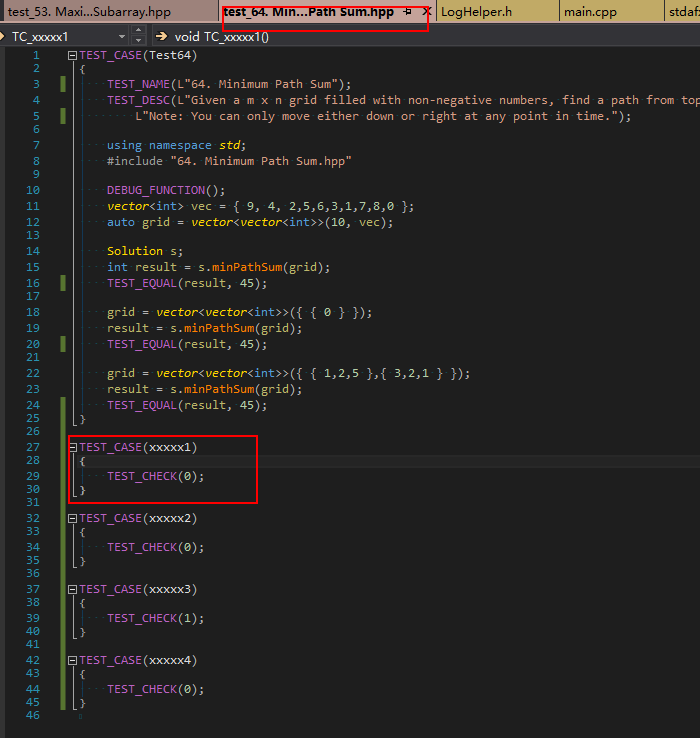 test_53. Maxi...Subarray.hpp test_64. Min...Path Sum.hpp LogHelper.h main.cpp stdafx
TC_xxxxx1 void TC_xxxxx1()
1 TEST_CASE(Test64)
2 {
3 TEST_NAME(L"64. Minimum Path Sum");
4 TEST_DESC(L"Given a m x n grid filled with non-negative numbers, find a path from top
5 L"Note: You can only move either down or right at any point in time.");
6
7 using namespace std;
8 #include "64. Minimum Path Sum.hpp"
9
10 DEBUG_FUNCTION();
11 vector<int> vec = { 9, 4, 2,5,6,3,1,7,8,0 };
12 auto grid = vector<vector<int>>(10, vec);
13
14 Solution s;
15 int result = s.minPathSum(grid);
16 TEST_EQUAL(result, 45);
17
18 grid = vector<vector<int>>({ { 0 } });
19 result = s.minPathSum(grid);
20 TEST_EQUAL(result, 45);
21
22 grid = vector<vector<int>>({ { 1,2,5 },{ 3,2,1 } });
23 result = s.minPathSum(grid);
24 TEST_EQUAL(result, 45);
25 }
26
27 TEST_CASE(xxxxx1)
28 {
29 TEST_CHECK(0);
30 }
31
32 TEST_CASE(xxxxx2)
33 {
34 TEST_CHECK(0);
35 }
36
37 TEST_CASE(xxxxx3)
38 {
39 TEST_CHECK(1);
40 }
41
42 TEST_CASE(xxxxx4)
43 {
44 TEST_CHECK(0);
45 }
46